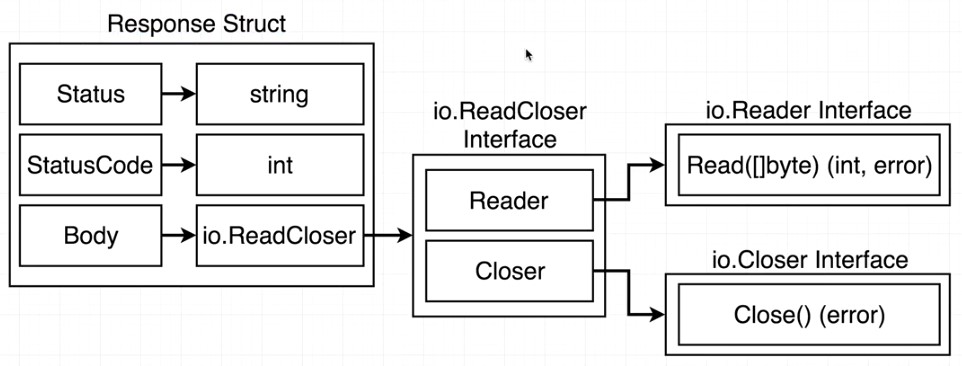 Response Struct
Status
string
StatusCode
int
Body
io.ReadCloser
io.ReadCloser
Interface
Reader
Closer
io.Reader Interface
Read([]byte) (int, error)
io.Closer Interface
Close() (error)